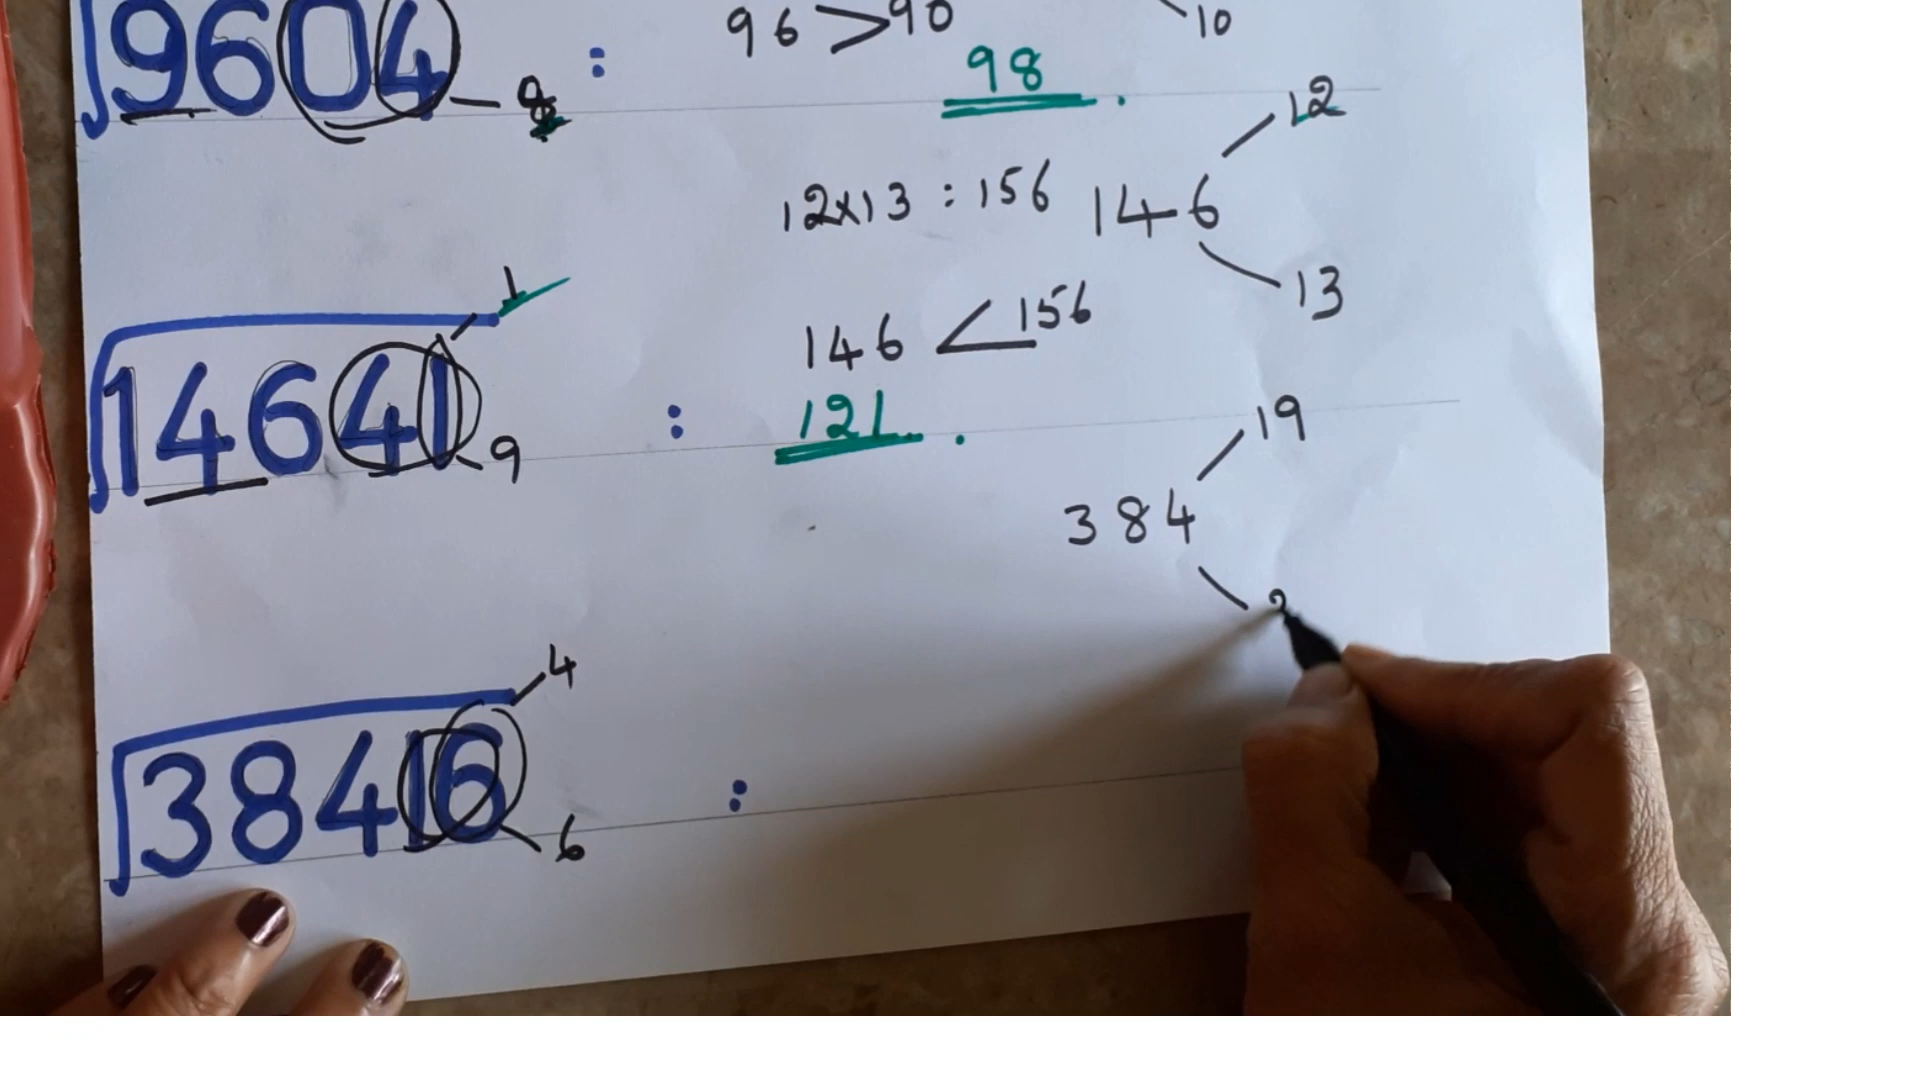 √9604 : 96 > 90 10
8 98 .
12
12x13 : 156 146
13
1
146 < 156
√14641 : 121 .
9
19
384
4
√38416 :
6